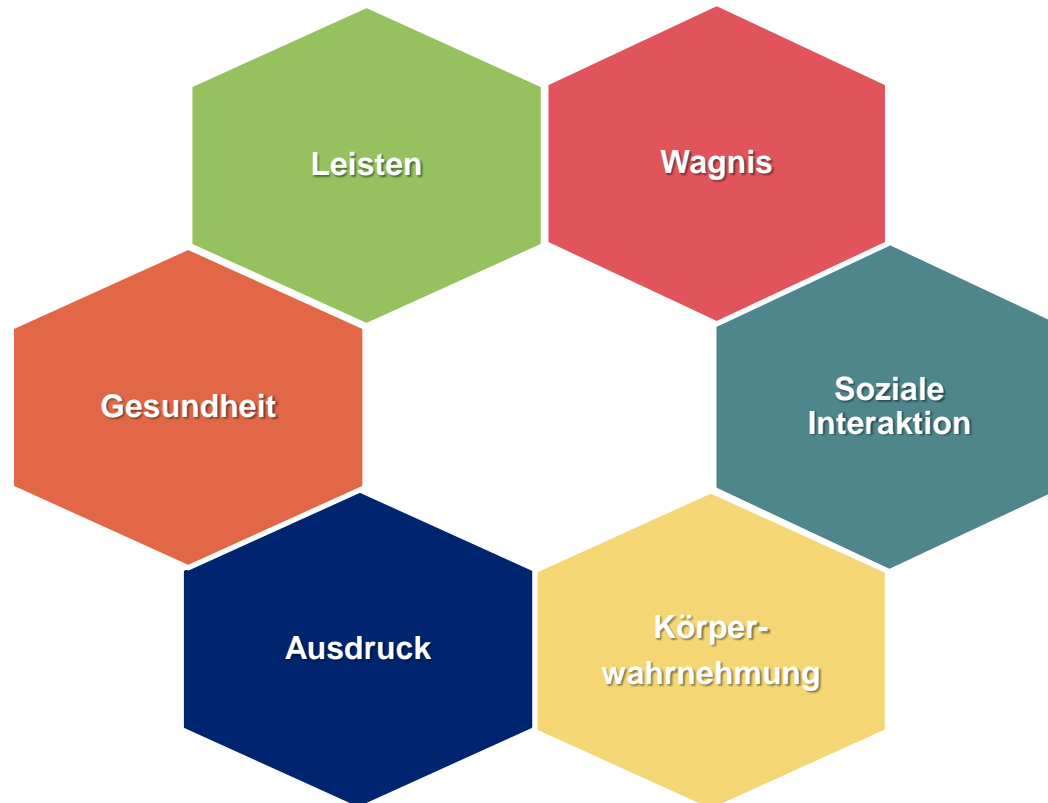 Leisten
Wagnis
Gesundheit
Soziale
Interaktion
Ausdruck
Körper-
wahrnehmung